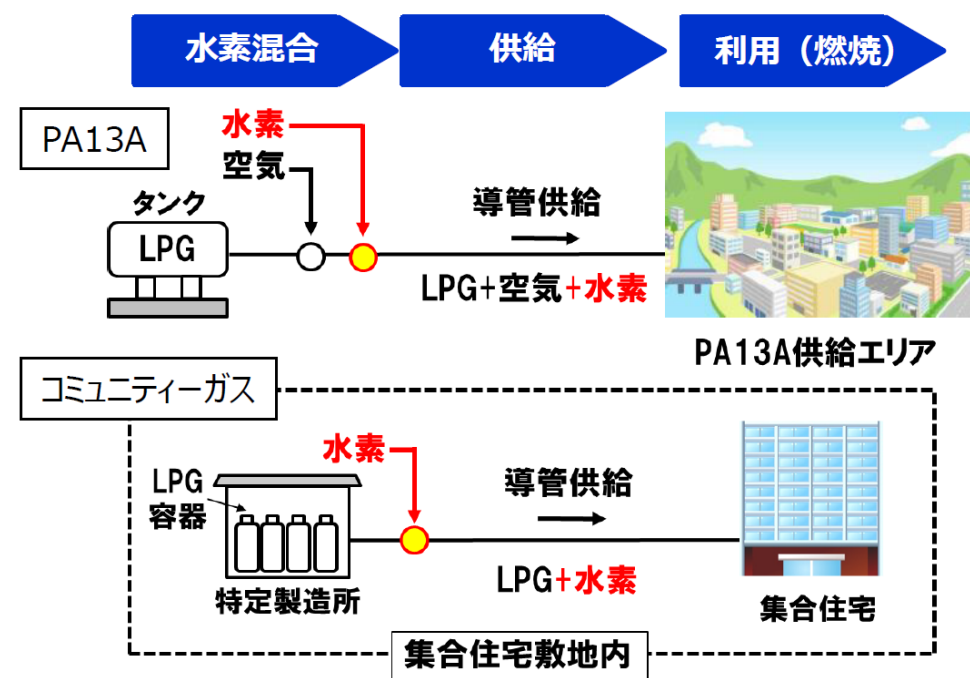 水素混合
供給
利用（燃焼）
PA13A
水素
空気
タンク
LPG
導管供給
LPG+空気+水素
PA13A供給エリア
コミュニティーガス
水素
LPG
容器
導管供給
LPG+水素
特定製造所
集合住宅
集合住宅敷地内